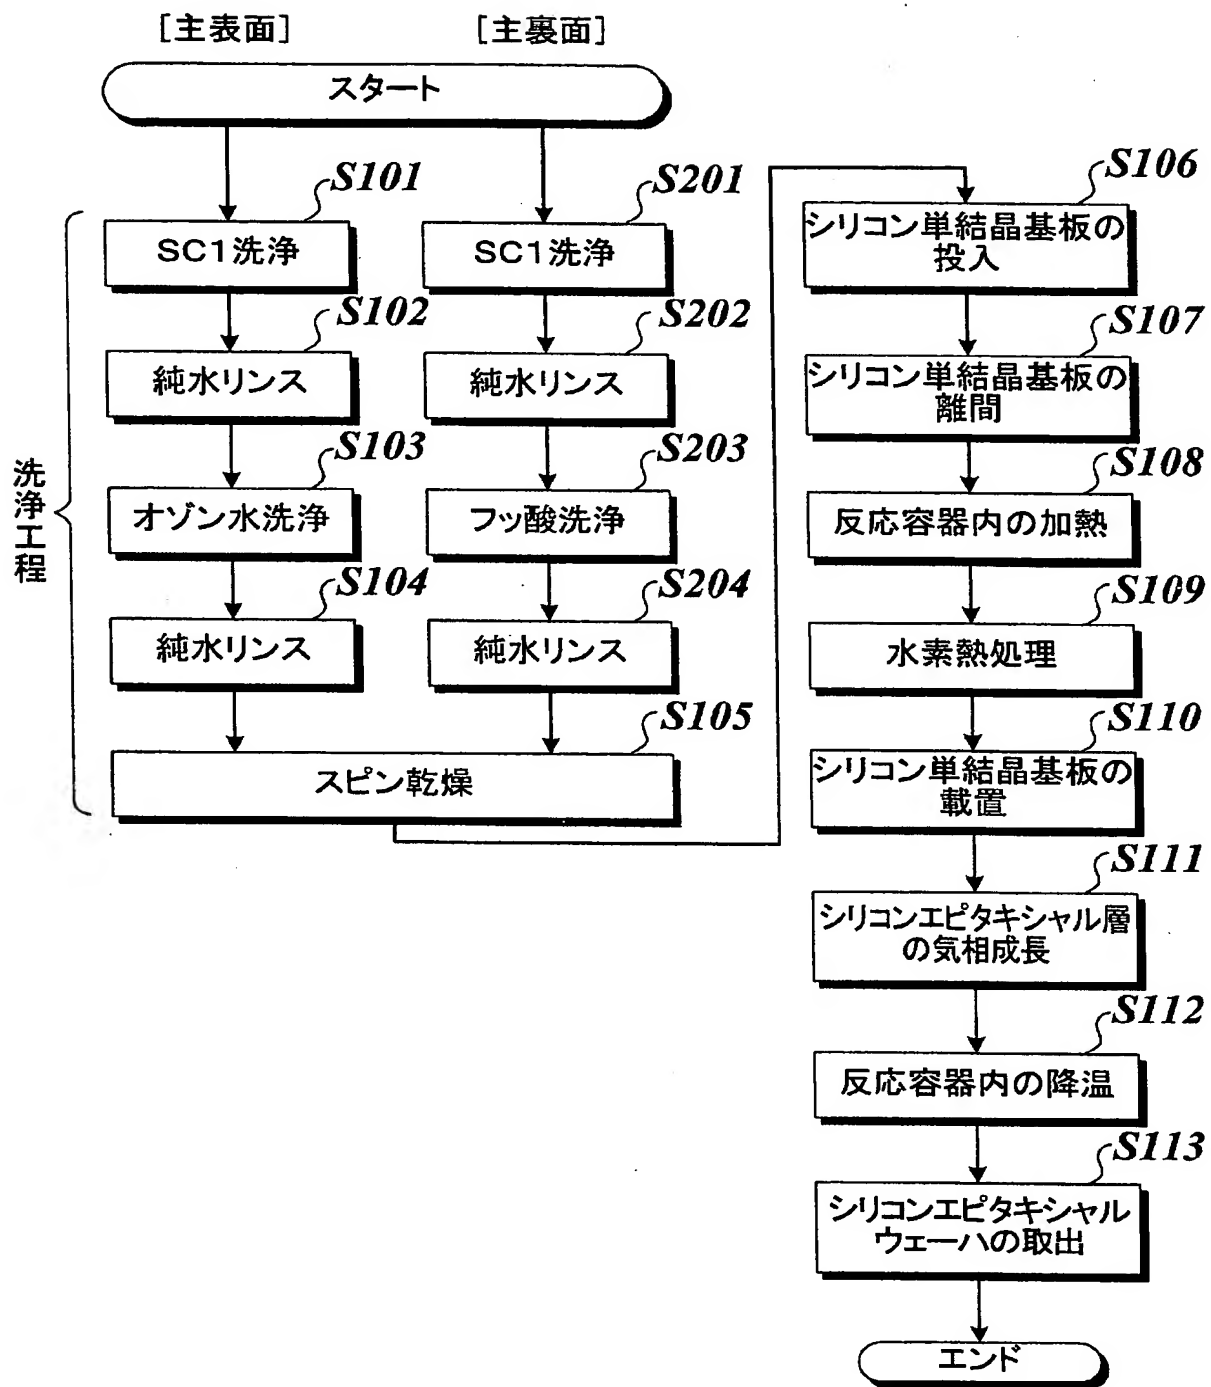 [主表面]
[主裏面]
スタート
洗浄工程
S101
SC1洗浄
S102
純水リンス
S103
オゾン水洗浄
S104
純水リンス
S201
SC1洗浄
S202
純水リンス
S203
フッ酸洗浄
S204
純水リンス
S105
スピン乾燥
S106
シリコン単結晶基板の
投入
S107
シリコン単結晶基板の
離間
S108
反応容器内の加熱
S109
水素熱処理
S110
シリコン単結晶基板の
載置
S111
シリコンエピタキシャル層
の気相成長
S112
反応容器内の降温
S113
シリコンエピタキシャル
ウェーハの取出
エンド